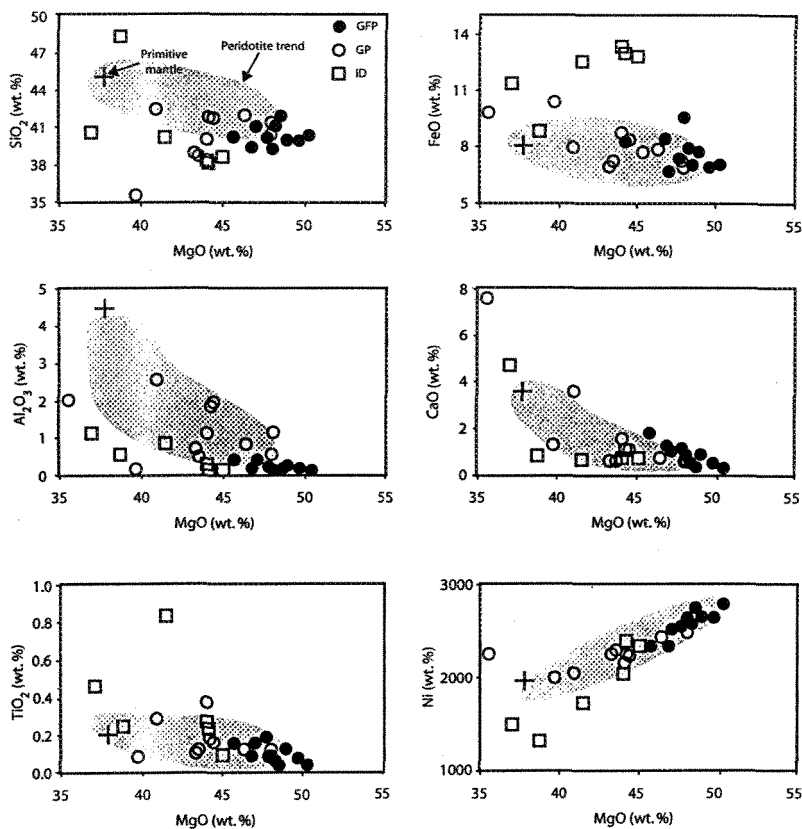 50
47
44
41
38
35
SiO2 (wt. %)
Primitive mantle
Peridotite trend
GFP
GP
ID
35 40 45 50 55
MgO (wt. %)
14
11
8
5
FeO (wt. %)
35 40 45 50 55
MgO (wt. %)
5
4
3
2
1
0
Al2O3 (wt. %)
35 40 45 50 55
MgO (wt. %)
8
6
4
2
0
CaO (wt. %)
35 40 45 50 55
MgO (wt. %)
1.0
0.8
0.6
0.4
0.2
0.0
TiO2 (wt. %)
35 40 45 50 55
MgO (wt. %)
3000
2000
1000
Ni (wt. %)
35 40 45 50 55
MgO (wt. %)